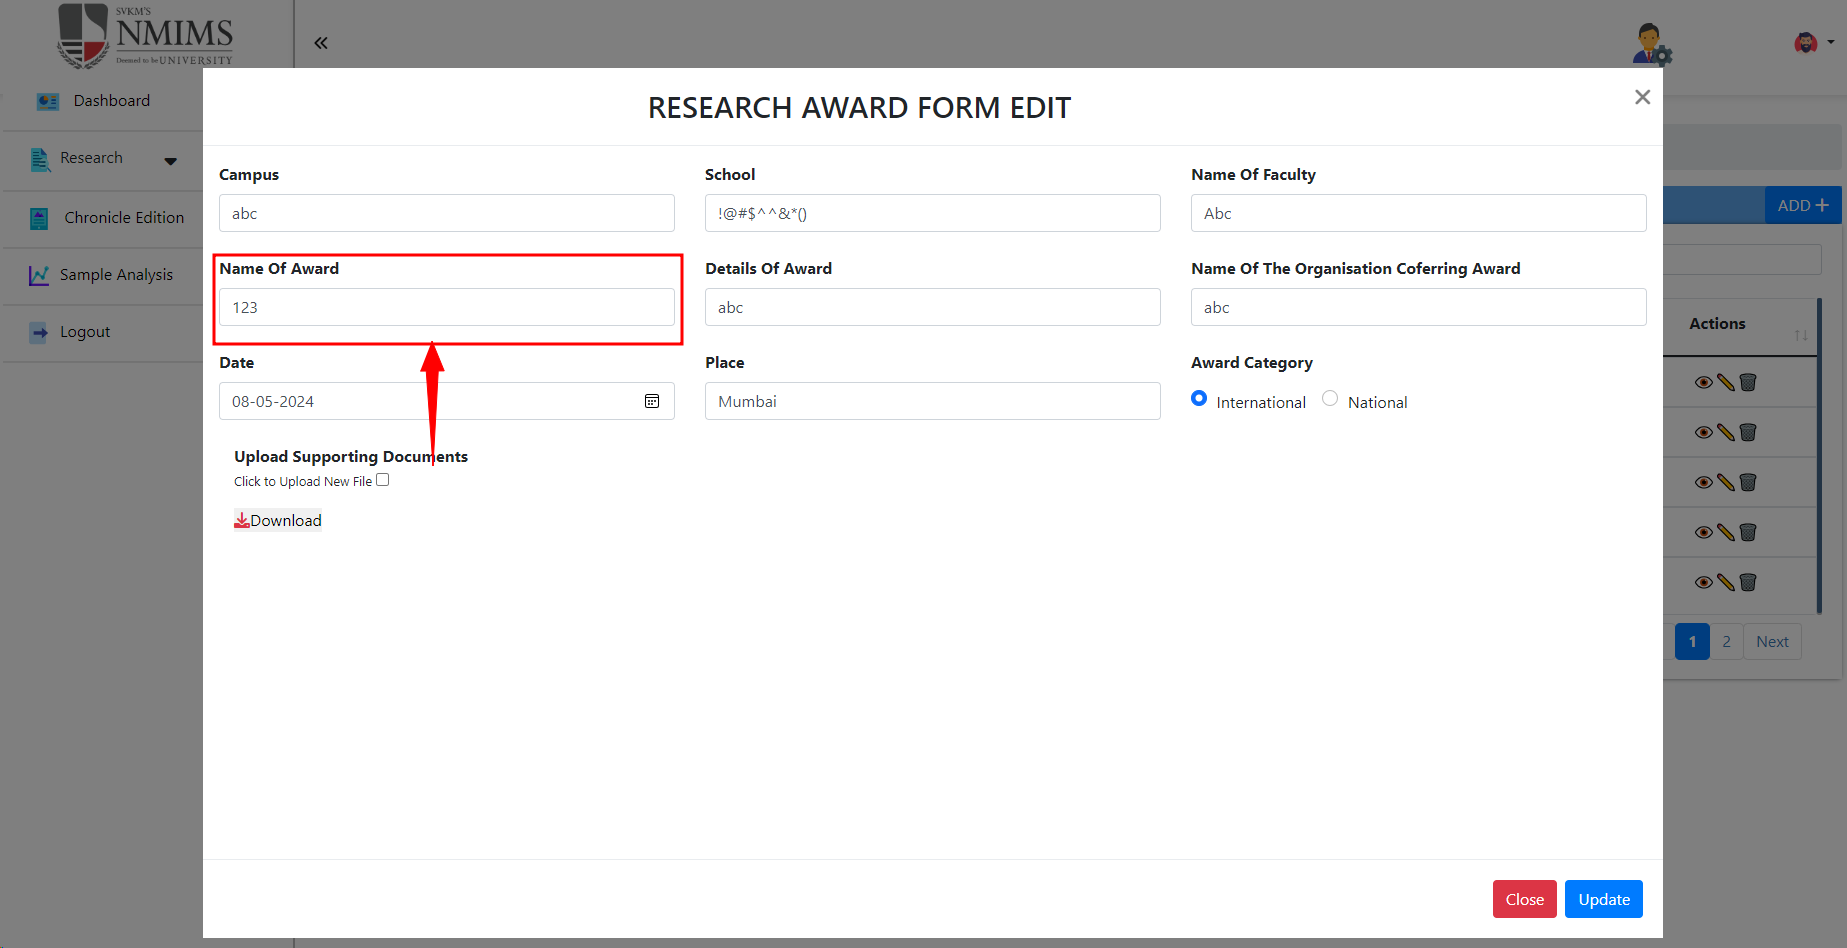 SVKM'S
NMIMS
Deemed to be UNIVERSITY
Dashboard
Research
Chronicle Edition
Sample Analysis
Logout
RESEARCH AWARD FORM EDIT
Campus
abc
School
!@#$^^&*()
Name Of Faculty
Abc
Name Of Award
123
Details Of Award
abc
Name Of The Organisation Coferring Award
abc
Date
08-05-2024
Place
Mumbai
Award Category
International National
Upload Supporting Documents
Click to Upload New File
Download
Close Update
ADD +
Actions
1 2 Next